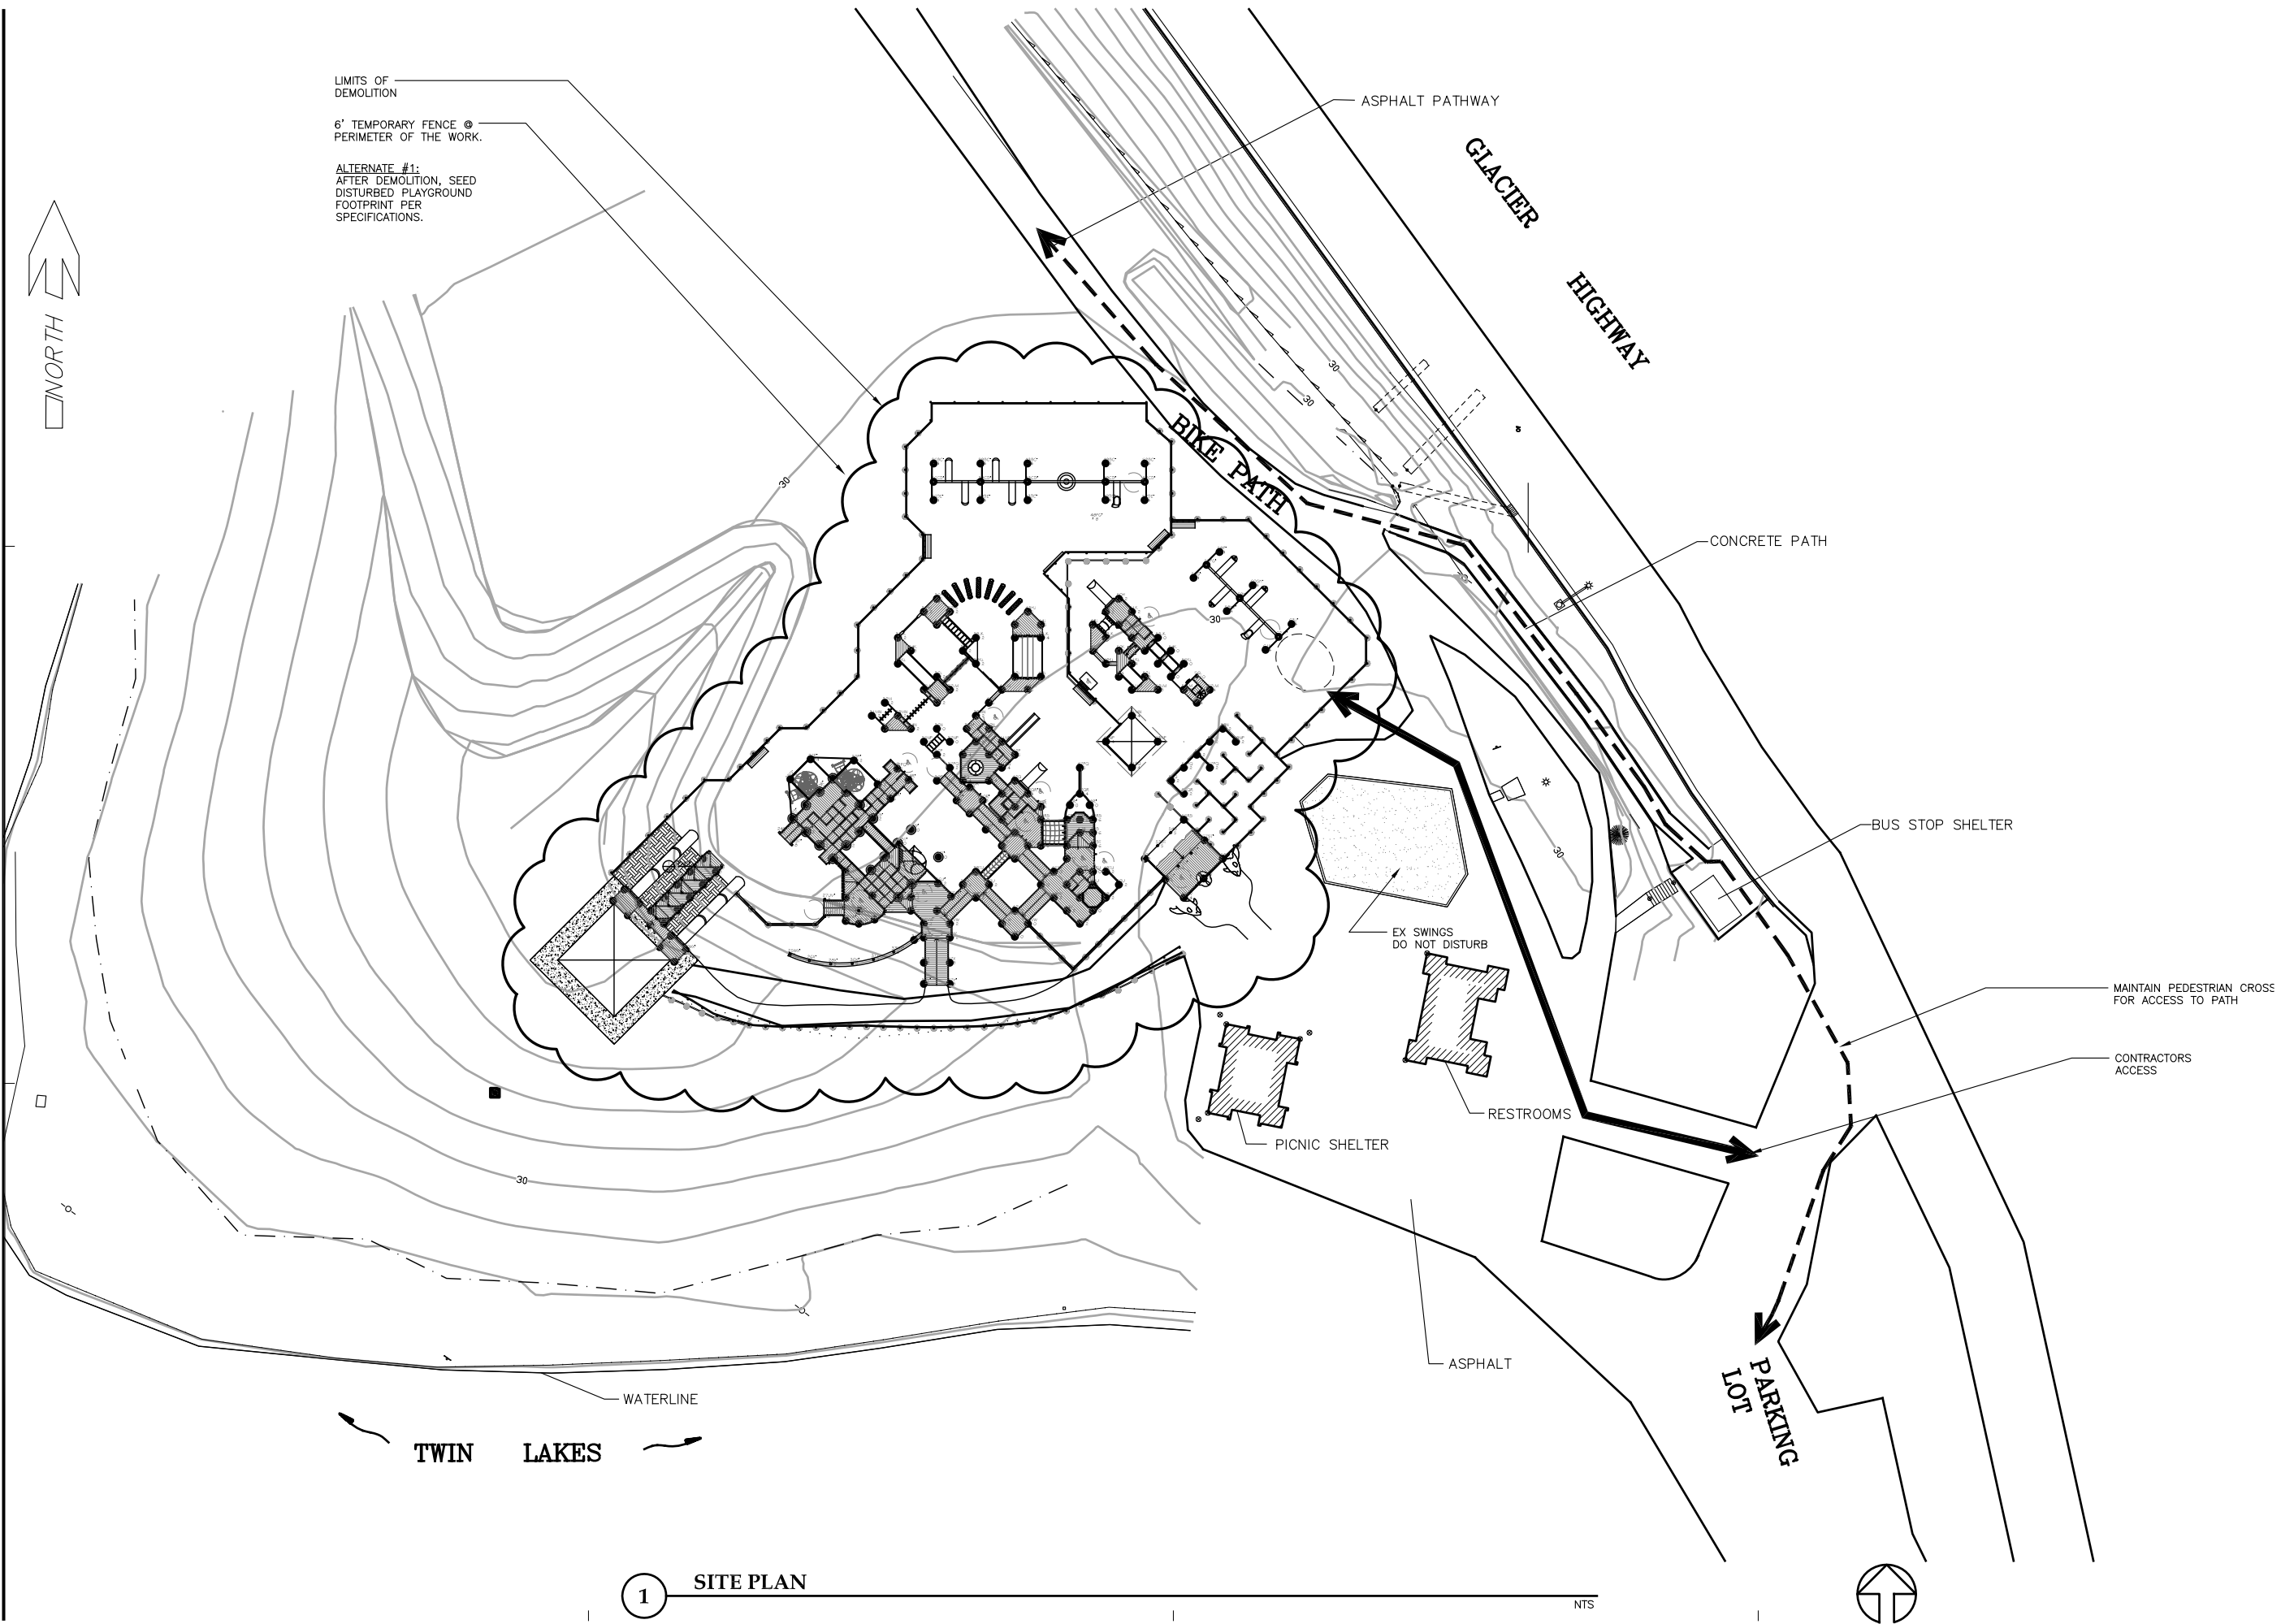 LIMITS OF
DEMOLITION
6' TEMPORARY FENCE @
PERIMETER OF THE WORK.
ALTERNATE #1:
AFTER DEMOLITION, SEED
DISTURBED PLAYGROUND
FOOTPRINT PER
SPECIFICATIONS.
NORTH
ASPHALT PATHWAY
GLACIER
HIGHWAY
30
30
BIKE PATH
30
CONCRETE PATH
30
BUS STOP SHELTER
30
EX SWINGS
DO NOT DISTURB
MAINTAIN PEDESTRIAN CROSS
FOR ACCESS TO PATH
CONTRACTORS
ACCESS
RESTROOMS
PICNIC SHELTER
30
ASPHALT
PARKING
LOT
WATERLINE
TWIN LAKES
1
SITE PLAN
NTS